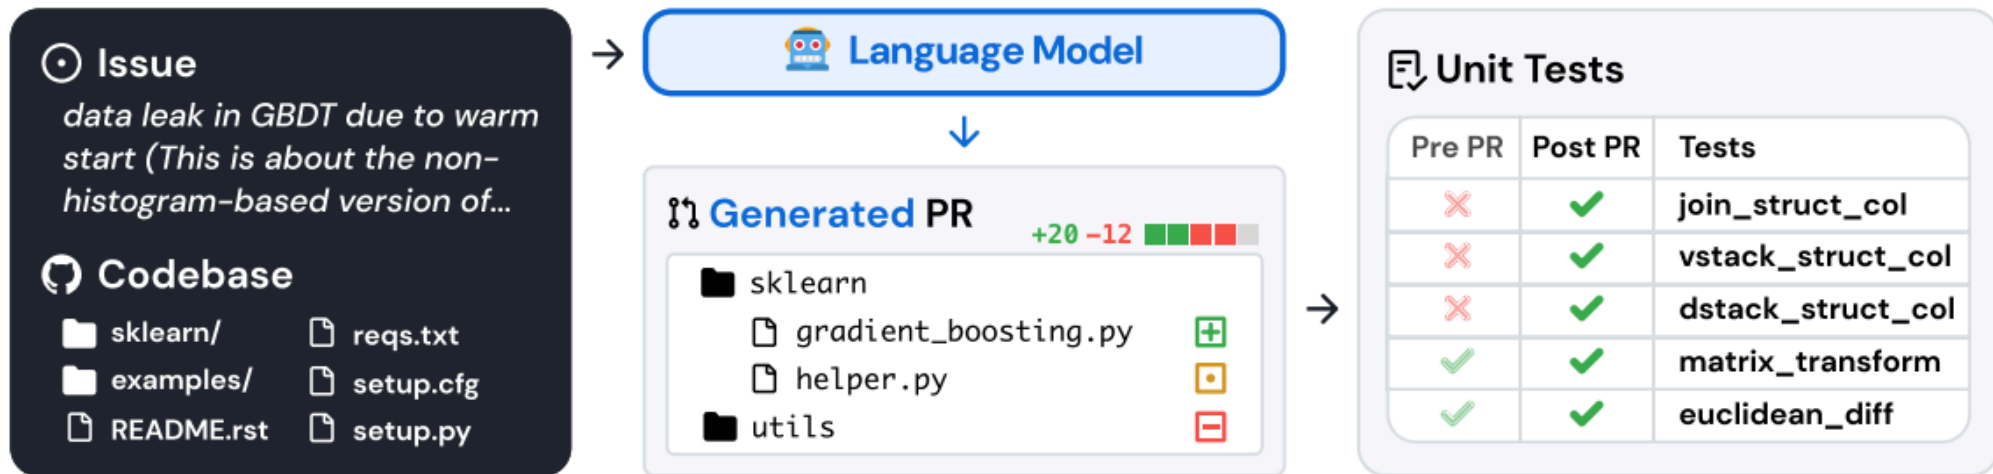 Issue
data leak in GBDT due to warm
start (This is about the non-
histogram-based version of...
Codebase
sklearn/
reqs.txt
examples/
setup.cfg
README.rst
setup.py
Language Model
Generated PR
+20 -12
sklearn
gradient_boosting.py
helper.py
utils
Unit Tests
Pre PR Post PR Tests
join_struct_col
vstack_struct_col
dstack_struct_col
matrix_transform
euclidean_diff